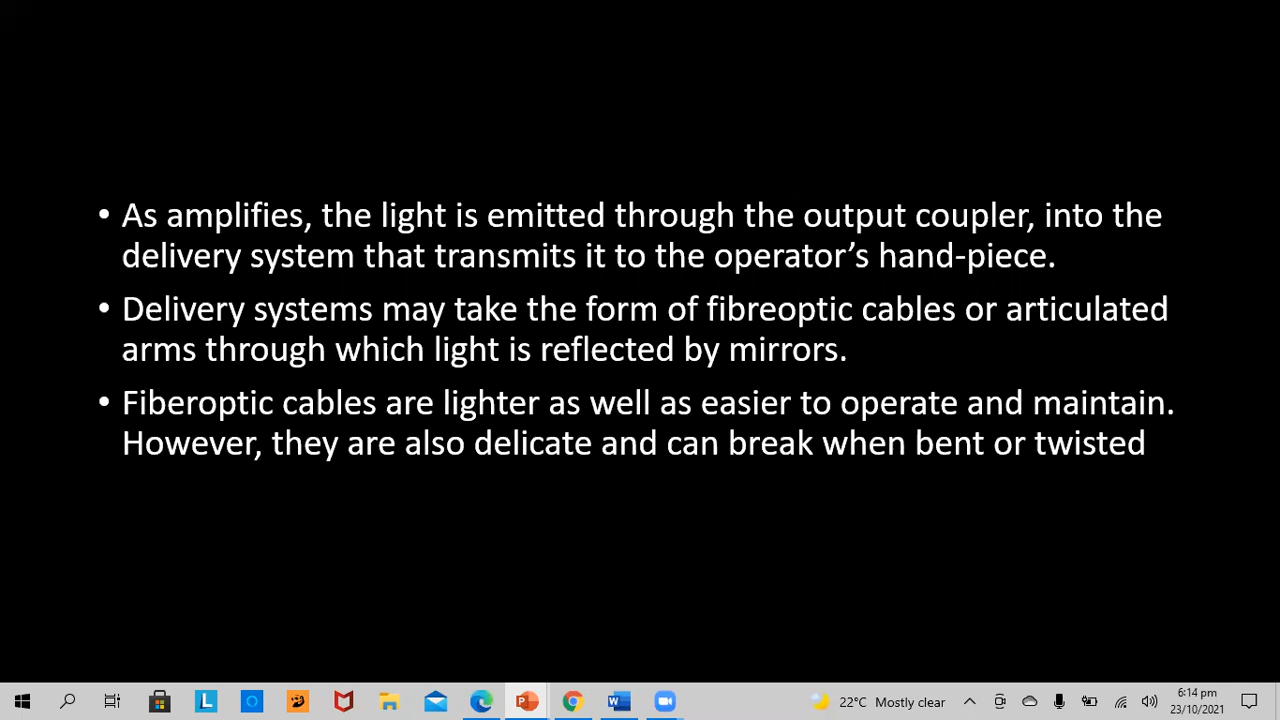 • As amplifies, the light is emitted through the output coupler, into the
delivery system that transmits it to the operator’s hand-piece.
• Delivery systems may take the form of fibreoptic cables or articulated
arms through which light is reflected by mirrors.
• Fiberoptic cables are lighter as well as easier to operate and maintain.
However, they are also delicate and can break when bent or twisted
22°C Mostly clear
6:14 pm
23/10/2021